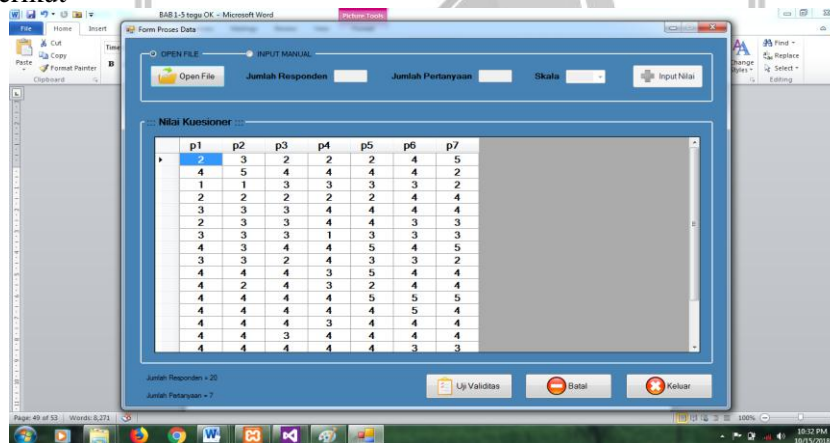 berikut
BAB 1-5 tegu OK - Microsoft Word
Picture Tools
File Home Insert
Form Proses Data
Cut
Copy
Format Painter
Paste
Clipboard
Time
B
Find
Replace
Select
Editing
Change
Styles
OPEN FILE
INPUT MANUAL
Open File
Jumlah Responden
Jumlah Pertanyaan
Skala
Input Nilai
::: Nilai Kuesioner :::
p1 p2 p3 p4 p5 p6 p7
2 3 2 2 2 4 5
4 5 4 4 4 4 2
1 1 3 3 3 3 2
2 2 2 2 2 4 4
3 3 3 4 4 4 4
2 3 3 4 4 3 3
3 3 3 1 3 3 3
4 3 4 4 5 4 5
3 3 2 4 3 3 2
4 4 4 3 5 4 4
4 2 4 3 2 4 4
4 4 4 4 5 5 5
4 4 4 4 4 5 4
4 4 4 3 4 4 4
4 4 3 4 4 4 4
4 4 4 4 4 3 3
Jumlah Responden = 20
Jumlah Pertanyaan = 7
Uji Validitas
Batal
Keluar
Page: 49 of 53 Words: 8,271
100%
10:32 PM